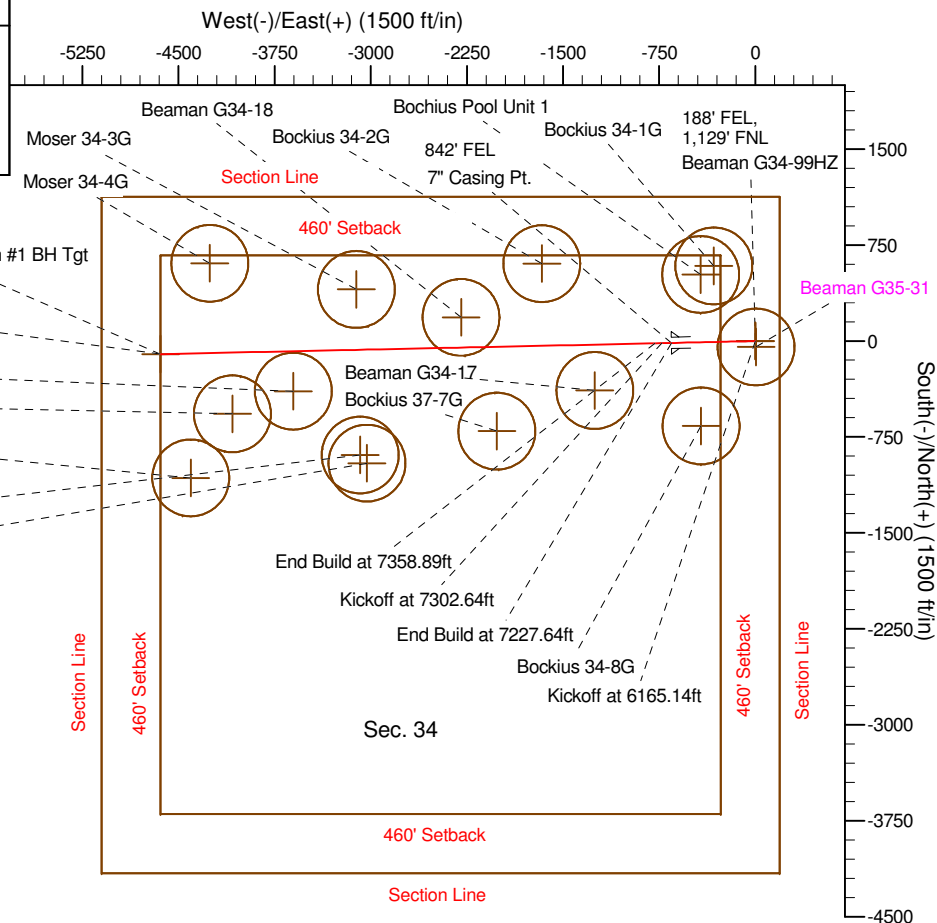 West(-)/East(+) (1500 ft/in)
-5250
-4500
-3750
-3000
-2250
-1500
-750
0
Beaman G34-18
Bochius Pool Unit 1
188' FEL,
1,129' FNL
Beaman G34-99HZ
Moser 34-3G
Bockius 34-2G
Bockius 34-1G
842' FEL
7" Casing Pt.
Moser 34-4G
Section Line
460' Setback
#1 BH Tgt
Beaman G35-31
1500
750
0
-750
-1500
-2250
-3000
-3750
-4500
South(-)/North(+) (1500 ft/in)
Beaman G34-17
Bockius 37-7G
End Build at 7358.89ft
Kickoff at 7302.64ft
End Build at 7227.64ft
Bockius 34-8G
Kickoff at 6165.14ft
Section Line
460' Setback
460' Setback
Section Line
Sec. 34
460' Setback
Section Line